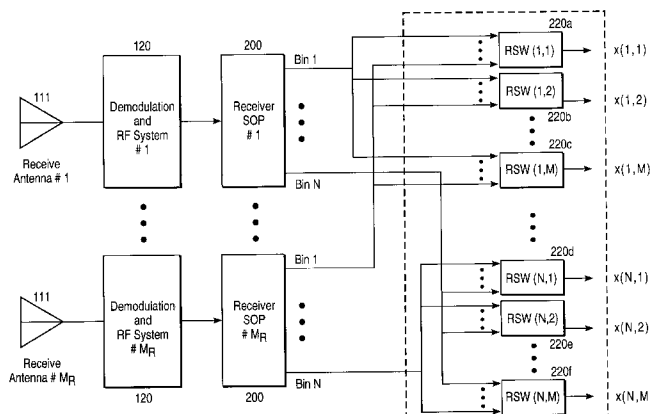 220a
120
200
Bin 1
RSW (1,1)
x(1,1)
111
Demodulation
and
RF System
# 1
Receiver
SOP
# 1
RSW (1,2)
x(1,2)
220b
220c
Receive
Antenna # 1
RSW (1,M)
x(1,M)
Bin N
Bin 1
220d
RSW (N,1)
x(N,1)
111
Demodulation
and
RF System
# MR
Receiver
SOP
# MR
RSW (N,2)
x(N,2)
220e
Receive
Antenna # MR
Bin N
220f
120
200
RSW (N,M)
x(N,M